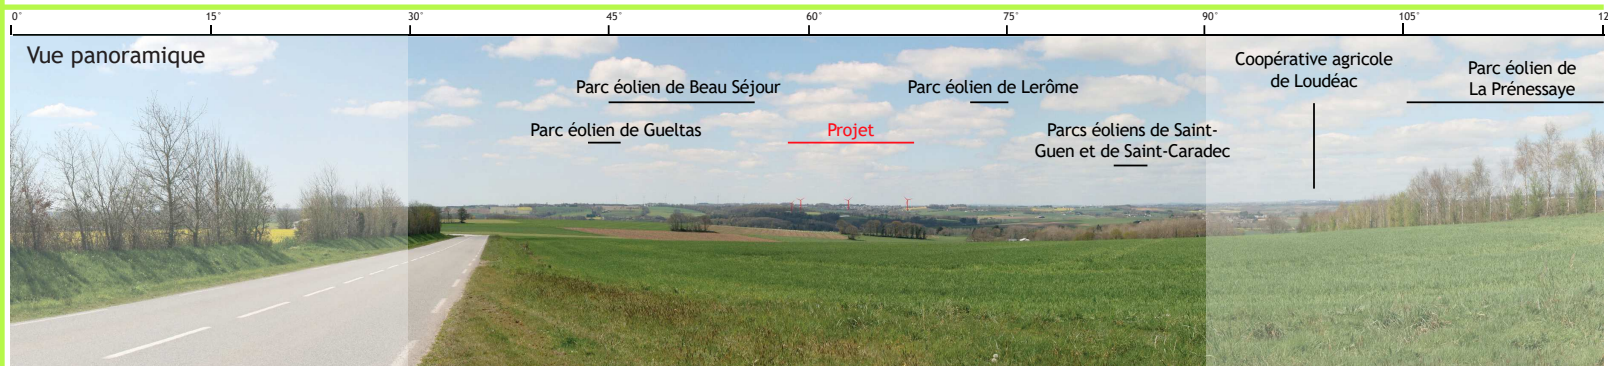 0°
15°
30°
45°
60°
75°
90°
105°
12
Vue panoramique
Parc éolien de Beau Séjour
Parc éolien de Gueltas
Projet
Parc éolien de Lerôme
Parcs éoliens de Saint-
Guen et de Saint-Caradec
Coopérative agricole
de Loudéac
Parc éolien de
La Prénessaye